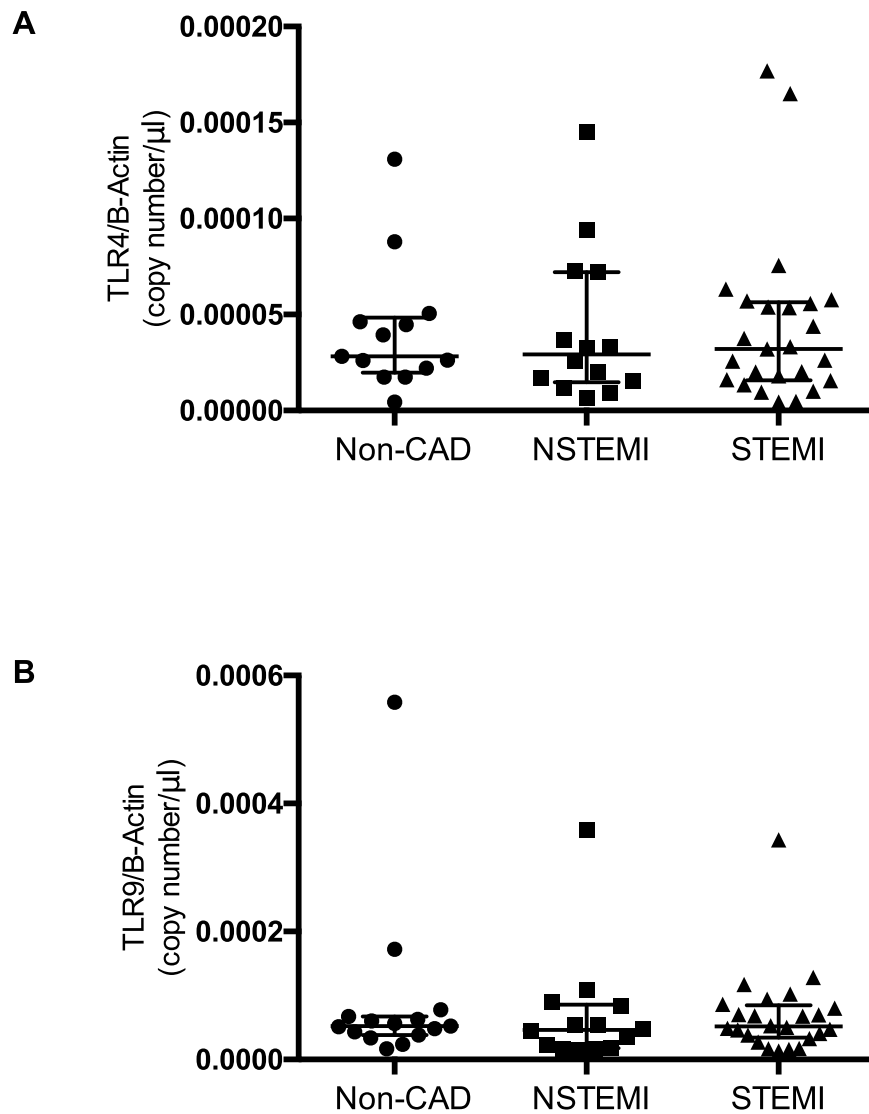 A
TLR4/B-Actin
(copy number/µl)
0.00020
0.00015
0.00010
0.00005
0.00000
Non-CAD NSTEMI STEMI
B
TLR9/B-Actin
(copy number/µl)
0.0006
0.0004
0.0002
0.0000
Non-CAD NSTEMI STEMI